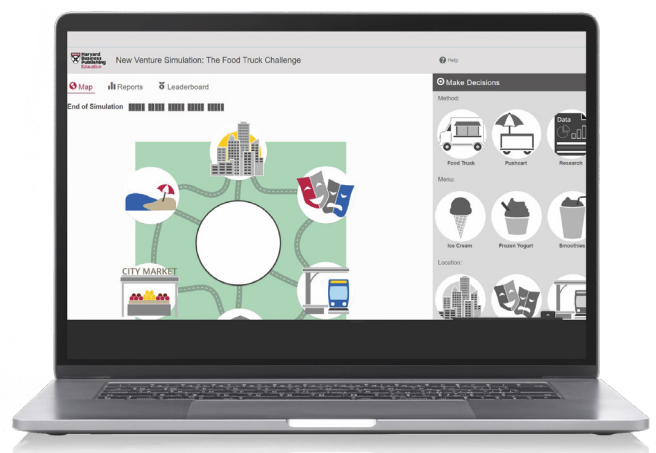 Harvard
Business
Publishing
Education
New Venture Simulation: The Food Truck Challenge
Help
Map
Reports
Leaderboard
End of Simulation
CITY MARKET
Make Decisions
Method:
Data
Food Truck
Pushcart
Research
Menu:
Ice Cream
Frozen Yogurt
Smoothies
Location: